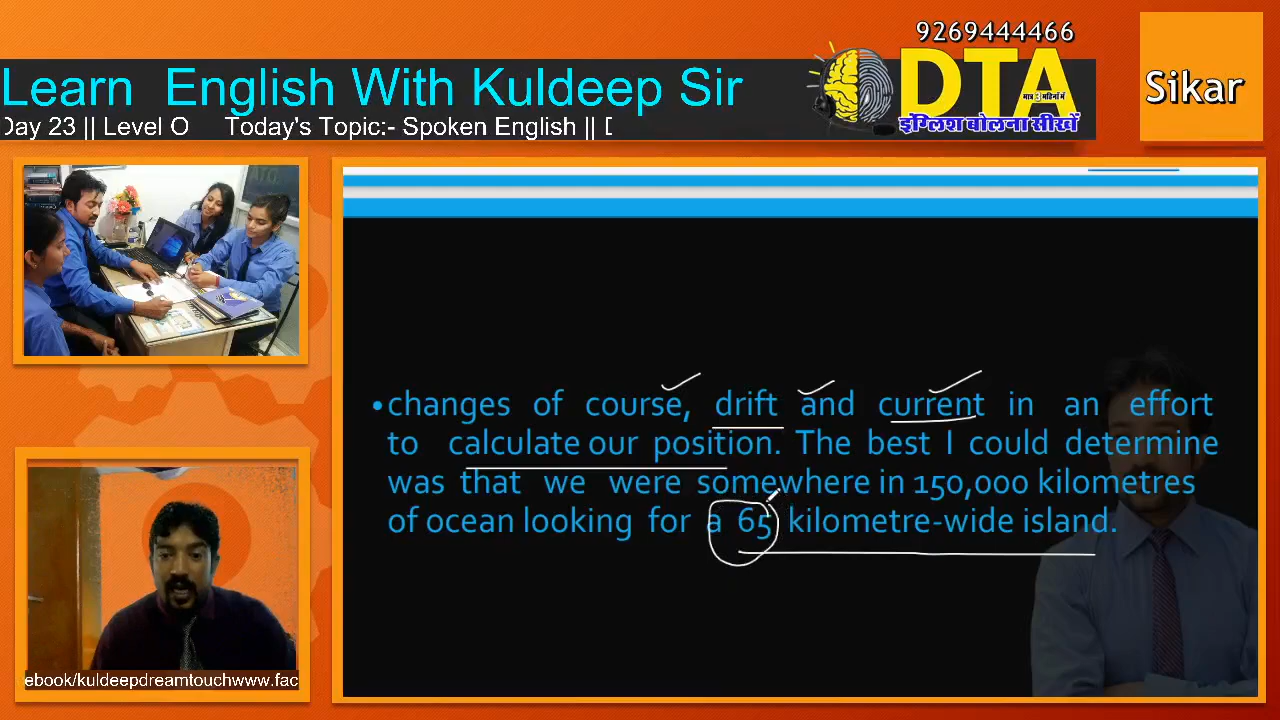 9269444466
Learn English With Kuldeep Sir
DTA
मात्र 3 महिनों में
इंग्लिश बोलना सीखें
Sikar
Day 23 || Level O Today's Topic:- Spoken English ||
•changes of course, drift and current in an effort
to calculate our position. The best I could determine
was that we were somewhere in 150,000 kilometres
of ocean looking for a 65 kilometre-wide island.
ebook/kuldeepdreamtouchwww.fac